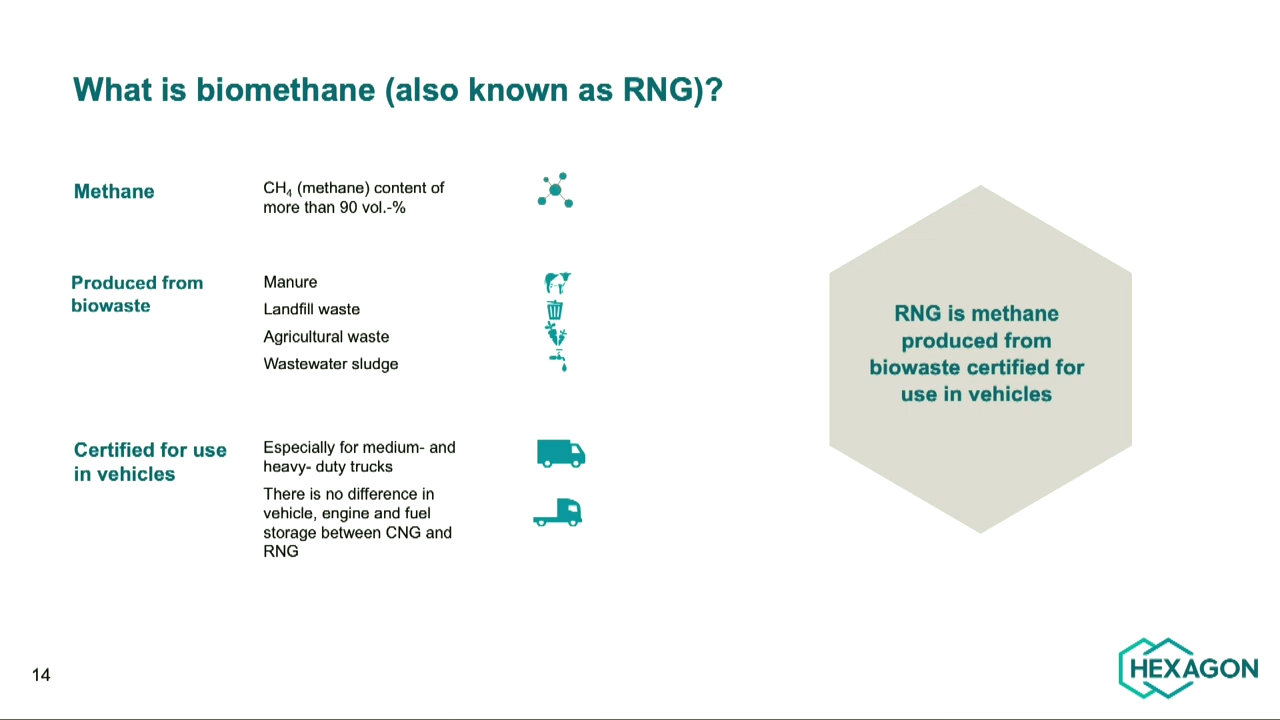 What is biomethane (also known as RNG)?
Methane
CH₄ (methane) content of
more than 90 vol.-%
Produced from
biowaste
Manure
Landfill waste
Agricultural waste
Wastewater sludge
Certified for use
in vehicles
Especially for medium- and
heavy- duty trucks
There is no difference in
vehicle, engine and fuel
storage between CNG and
RNG
RNG is methane
produced from
biowaste certified for
use in vehicles
14
HEXAGON